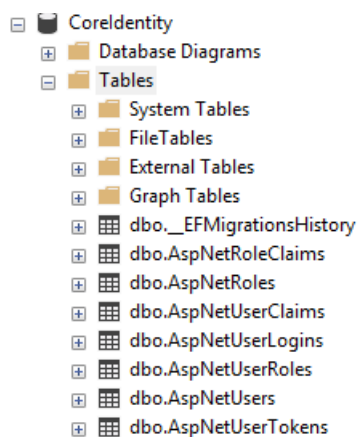 CoreIdentity
Database Diagrams
Tables
System Tables
FileTables
External Tables
Graph Tables
dbo.__EFMigrationsHistory
dbo.AspNetRoleClaims
dbo.AspNetRoles
dbo.AspNetUserClaims
dbo.AspNetUserLogins
dbo.AspNetUserRoles
dbo.AspNetUsers
dbo.AspNetUserTokens